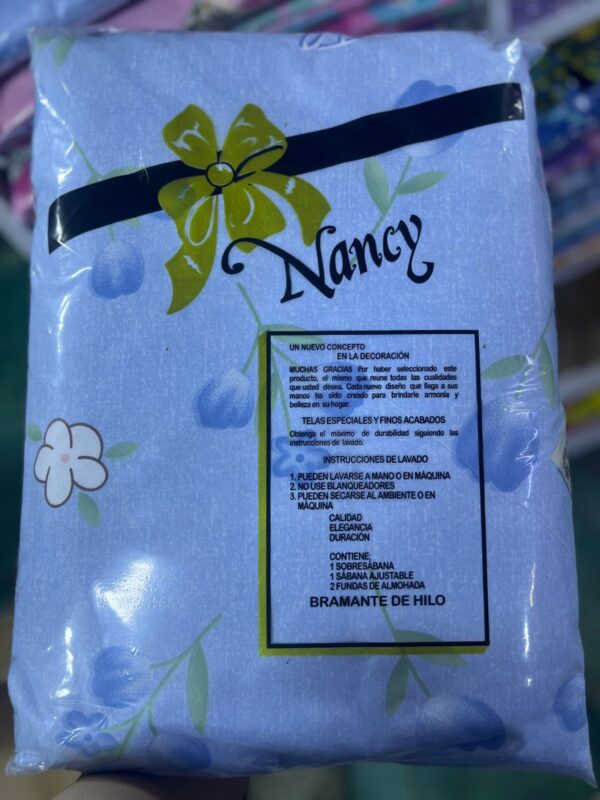 Nancy
UN NUEVO CONCEPTO
EN LA DECORACIÓN
MUCHAS GRACIAS Por haber seleccionado este
producto, el mismo que reune todas las cualidades
que usted desea. Cada nuevo diseño que llega a sus
manos ha sido creado para brindarle armonía y
belleza en su hogar.
TELAS ESPECIALES Y FINOS ACABADOS
Obtenga el máximo de durabilidad siguiendo las
instrucciones de lavado.
INSTRUCCIONES DE LAVADO
1. PUEDEN LAVARSE A MANO O EN MÁQUINA
2. NO USE BLANQUEADORES
3. PUEDEN SECARSE AL AMBIENTE O EN
MÁQUINA
CALIDAD
ELEGANCIA
DURACIÓN
CONTIENE:
1 SOBRESÁBANA
1 SÁBANA AJUSTABLE
2 FUNDAS DE ALMOHADA
BRAMANTE DE HILO